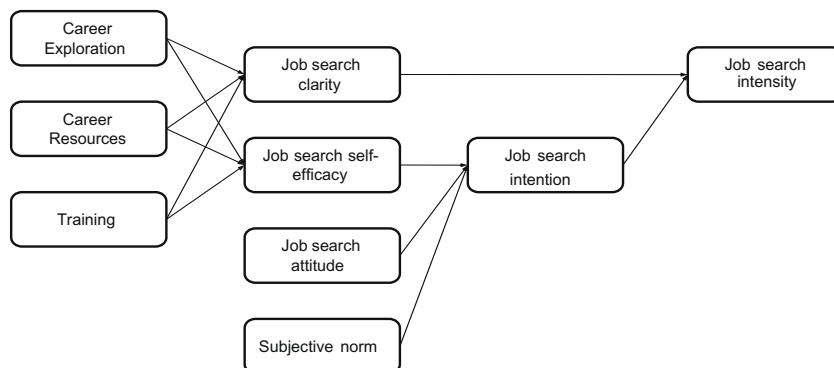 Career
Exploration
Career
Resources
Training
Job search
clarity
Job search self-
efficacy
Job search
attitude
Subjective norm
Job search
intention
Job search
intensity